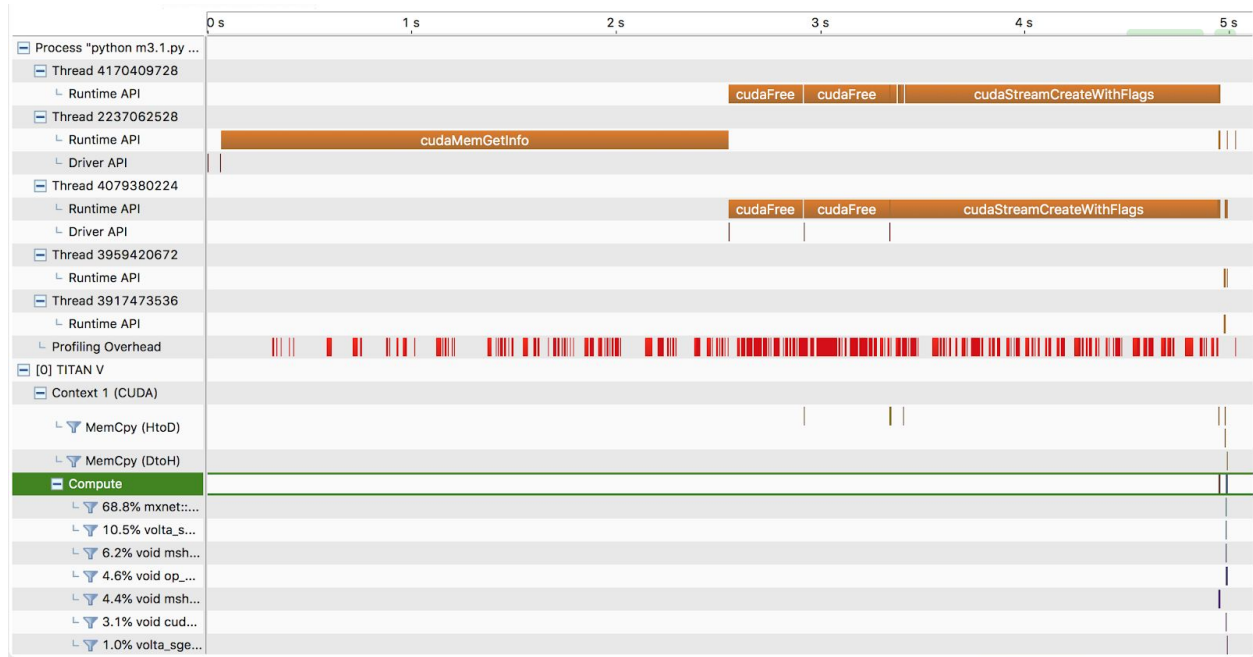 0 s 1 s 2 s 3 s 4 s 5 s
Process "python m3.1.py ...
Thread 4170409728
Runtime API cudaFree cudaFree cudaStreamCreateWithFlags
Thread 2237062528
Runtime API cudaMemGetInfo
Driver API
Thread 4079380224
Runtime API cudaFree cudaFree cudaStreamCreateWithFlags
Driver API
Thread 3959420672
Runtime API
Thread 3917473536
Runtime API
Profiling Overhead
[0] TITAN V
Context 1 (CUDA)
MemCpy (HtoD)
MemCpy (DtoH)
Compute
68.8% mxnet::...
10.5% volta_s...
6.2% void msh...
4.6% void op_...
4.4% void msh...
3.1% void cud...
1.0% volta_sge...